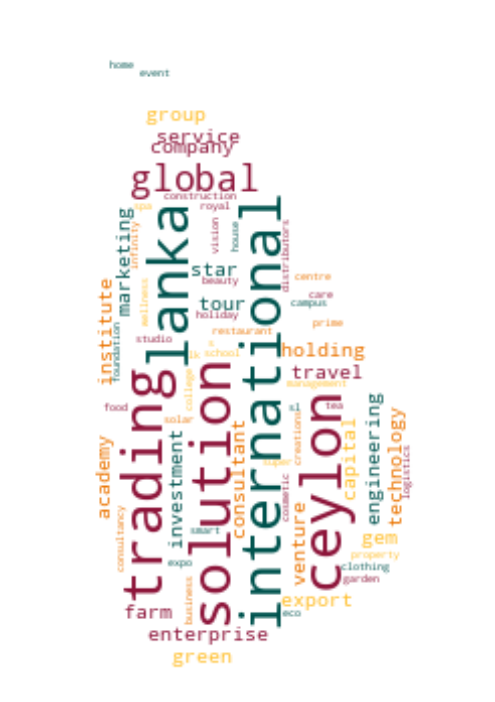 home
event
group
service
company
global
construction
spa
royal
lanka
international
marketing
infinity
vision
house
distributors
star
beauty
centre
care
campus
tour
holiday
wellness
institute
foundation
studio
restaurant
prime
s
lk
school
holding
travel
management
trading
solution
college
food
solar
sl
tea
ceylon
capital
engineering
technology
logistics
academy
investment
consultant
creations
super
cosmetic
consultancy
smart
expo
venture
gem
property
clothing
garden
business
farm
export
eco
enterprise
green